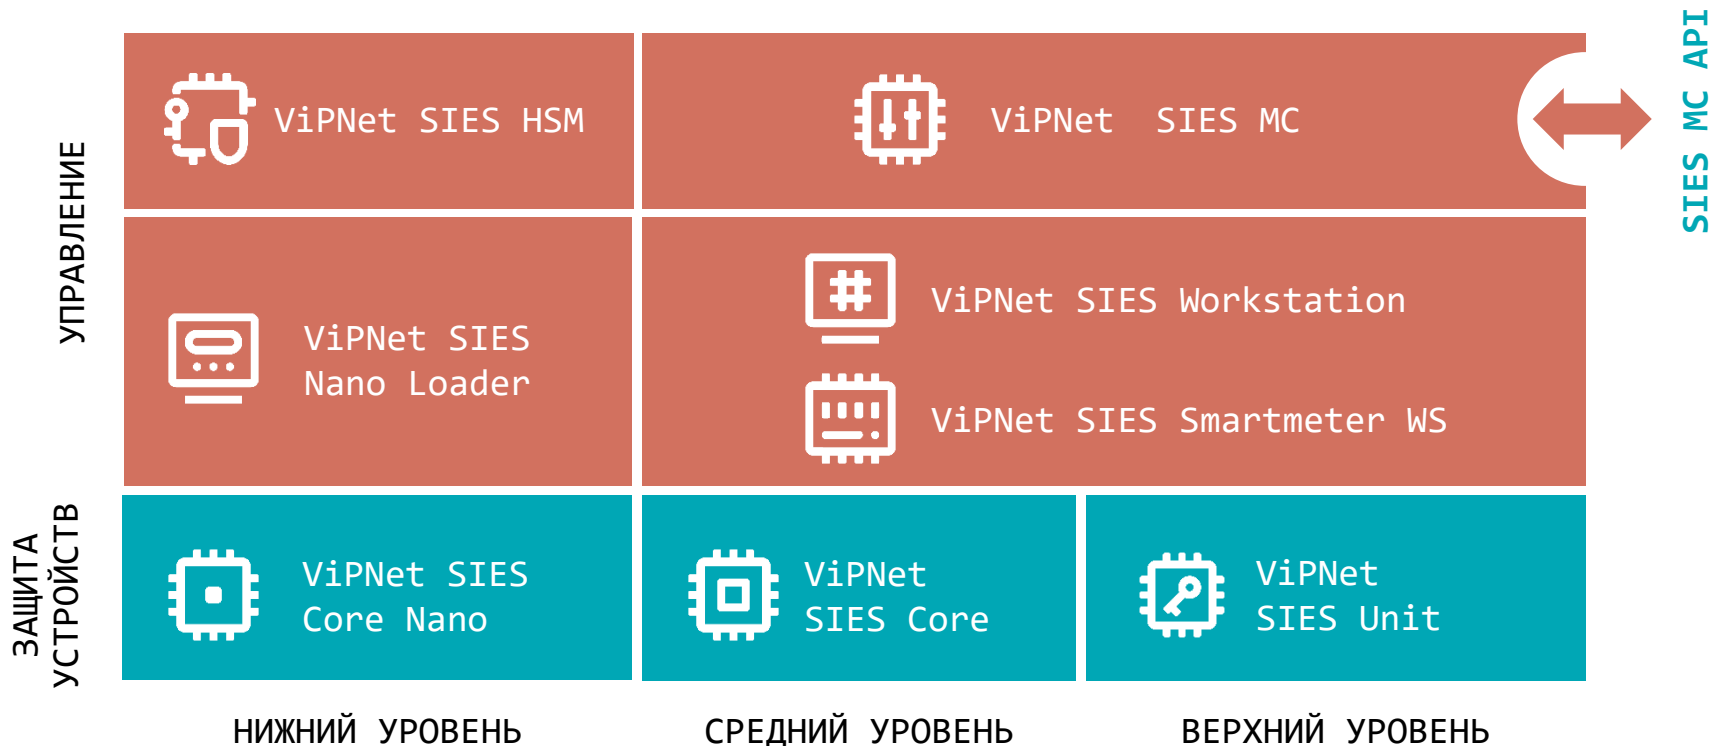 УПРАВЛЕНИЕ
ViPNet SIES HSM
ViPNet SIES MC
SIES MC API
ViPNet SIES
Nano Loader
ViPNet SIES Workstation
ViPNet SIES Smartmeter WS
ЗАЩИТА
УСТРОЙСТВ
ViPNet SIES
Core Nano
ViPNet
SIES Core
ViPNet
SIES Unit
НИЖНИЙ УРОВЕНЬ
СРЕДНИЙ УРОВЕНЬ
ВЕРХНИЙ УРОВЕНЬ